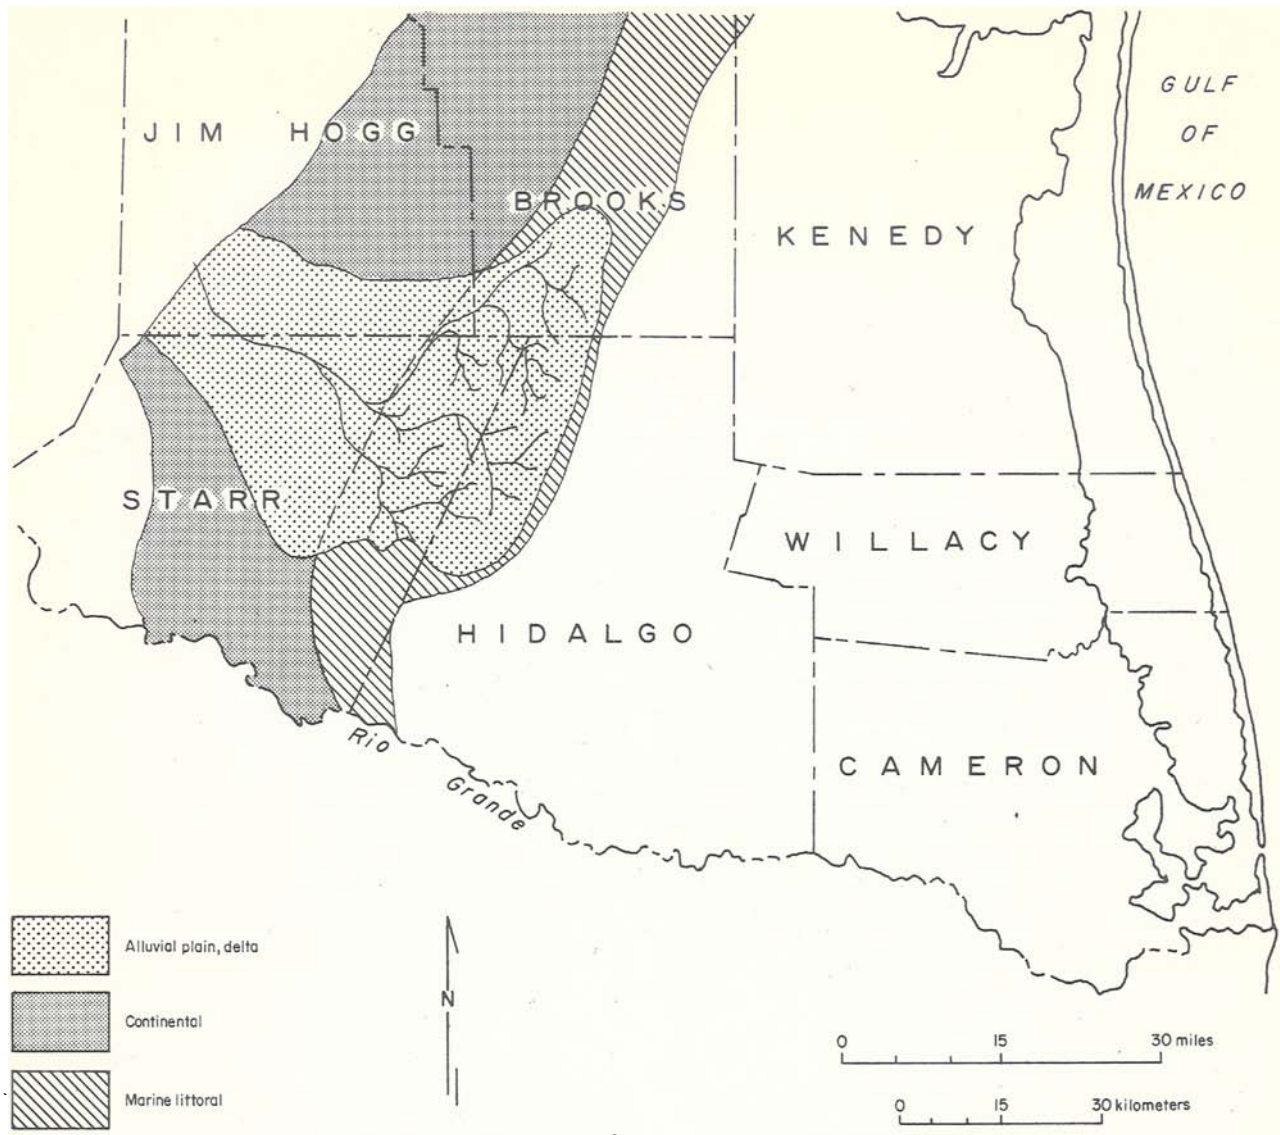 GULF
OF
MEXICO
JIM HOGG
BROOKS
KENEDY
STARR
WILLACY
HIDALGO
CAMERON
Rio
Grande
Alluvial plain, delta
Continental
Marine littoral
N
0 15 30 miles
0 15 30 kilometers